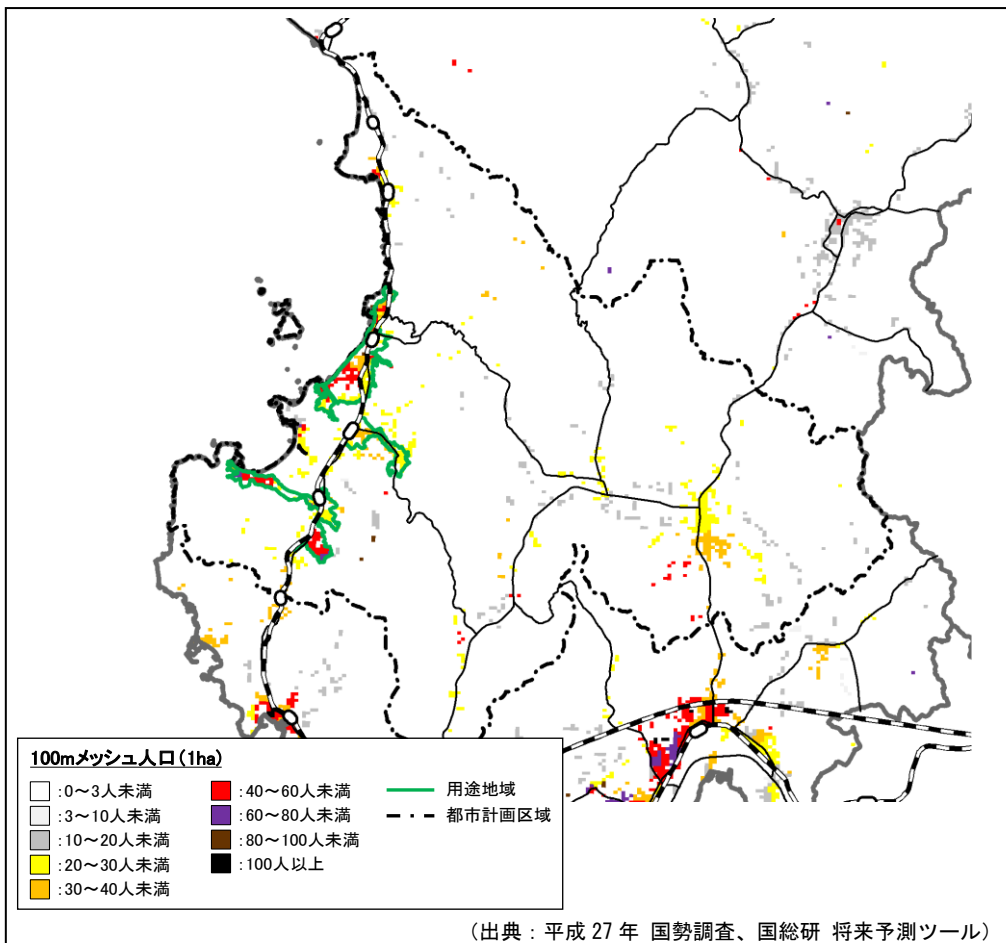 100mメッシュ人口(1ha)
:0～3人未満
:3～10人未満
:10～20人未満
:20～30人未満
:30～40人未満
:40～60人未満
:60～80人未満
:80～100人未満
:100人以上
用途地域
都市計画区域
(出典：平成27年 国勢調査、国総研 将来予測ツール)